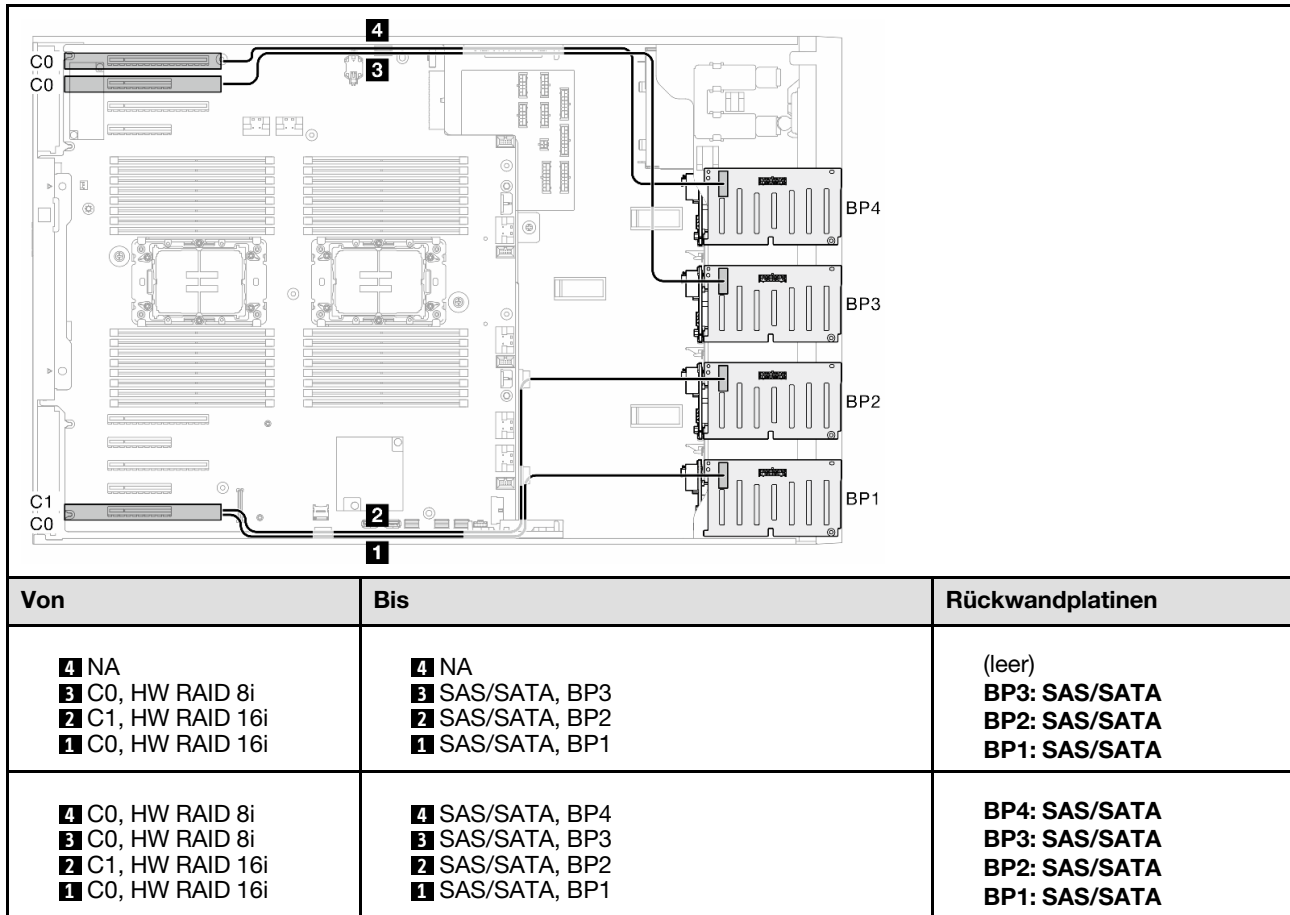 4
C0
3
C0
BP4
BP3
BP2
BP1
C1
C0
2
1
Von Bis Rückwandplatinen
4 NA 4 NA (leer)
3 C0, HW RAID 8i 3 SAS/SATA, BP3 BP3: SAS/SATA
2 C1, HW RAID 16i 2 SAS/SATA, BP2 BP2: SAS/SATA
1 C0, HW RAID 16i 1 SAS/SATA, BP1 BP1: SAS/SATA
4 C0, HW RAID 8i 4 SAS/SATA, BP4 BP4: SAS/SATA
3 C0, HW RAID 8i 3 SAS/SATA, BP3 BP3: SAS/SATA
2 C1, HW RAID 16i 2 SAS/SATA, BP2 BP2: SAS/SATA
1 C0, HW RAID 16i 1 SAS/SATA, BP1 BP1: SAS/SATA